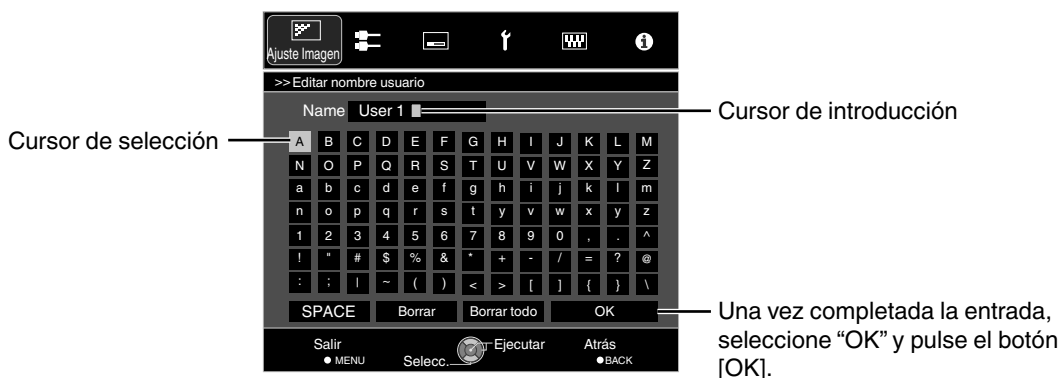 Ajuste Imagen
>>Editar nombre usuario
Name User 1
Cursor de introducción
Cursor de selección
A B C D E F G H I J K L M
N O P Q R S T U V W X Y Z
a b c d e f g h i j k l m
n o p q r s t y v w x y z
1 2 3 4 5 6 7 8 9 0 , . ^
! " # $ % & * + - / = ? @
: ; | ~ ( ) < > [ ] { } \
SPACE Borrar Borrar todo OK
Una vez completada la entrada,
seleccione “OK” y pulse el botón
[OK].
Salir Ejecutar Atrás
MENU Selecc. BACK